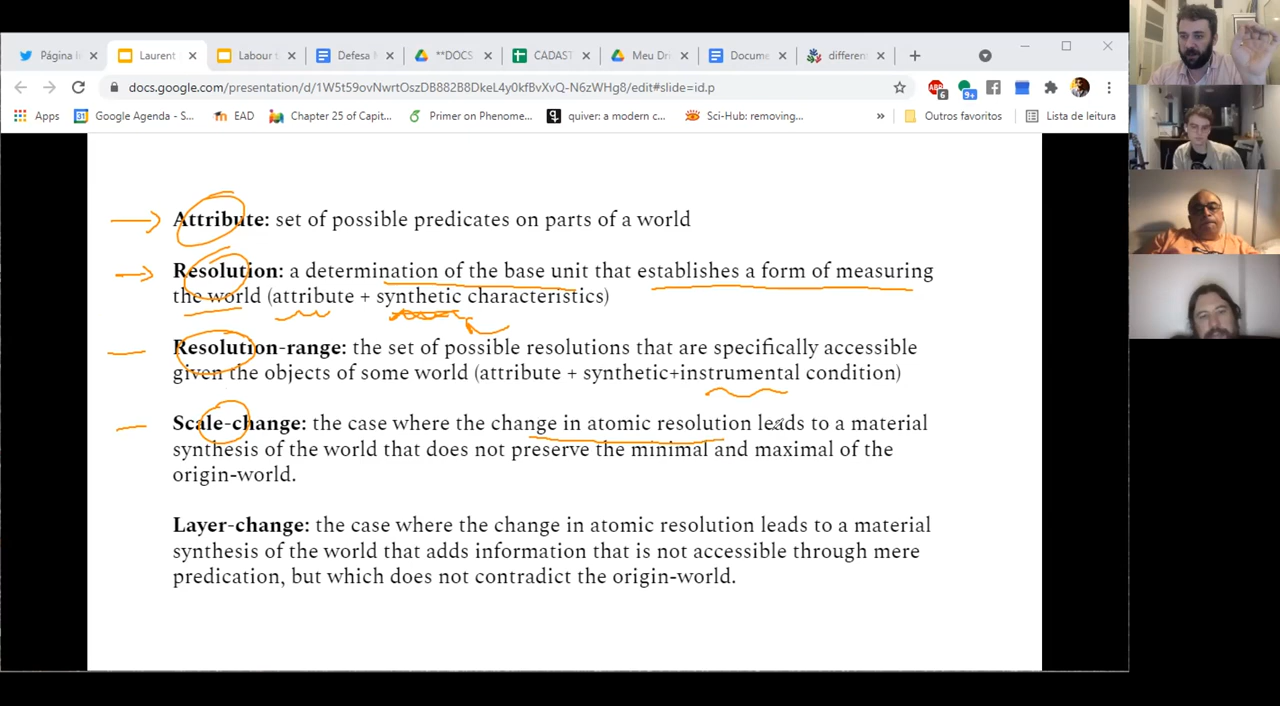 Página I
Laurent
Labour t
Defesa M
**DOCS
CADAST
Meu Dri
Docume
differen
docs.google.com/presentation/d/1W5t59ovNwrtOszDB882B8DkeL4y0kfBvXvQ-N6zWHg8/edit#slide=id.p
6
9+
Apps
31
Google Agenda - S...
EAD
Chapter 25 of Capit...
Primer on Phenome...
q
quiver: a modern c...
Sci-Hub: removing...
»
Outros favoritos
Lista de leitura
Attribute: set of possible predicates on parts of a world
Resolution: a determination of the base unit that establishes a form of measuring
the world (attribute + synthetic characteristics)
Resolution-range: the set of possible resolutions that are specifically accessible
given the objects of some world (attribute + synthetic+instrumental condition)
Scale-change: the case where the change in atomic resolution leads to a material
synthesis of the world that does not preserve the minimal and maximal of the
origin-world.
Layer-change: the case where the change in atomic resolution leads to a material
synthesis of the world that adds information that is not accessible through mere
predication, but which does not contradict the origin-world.